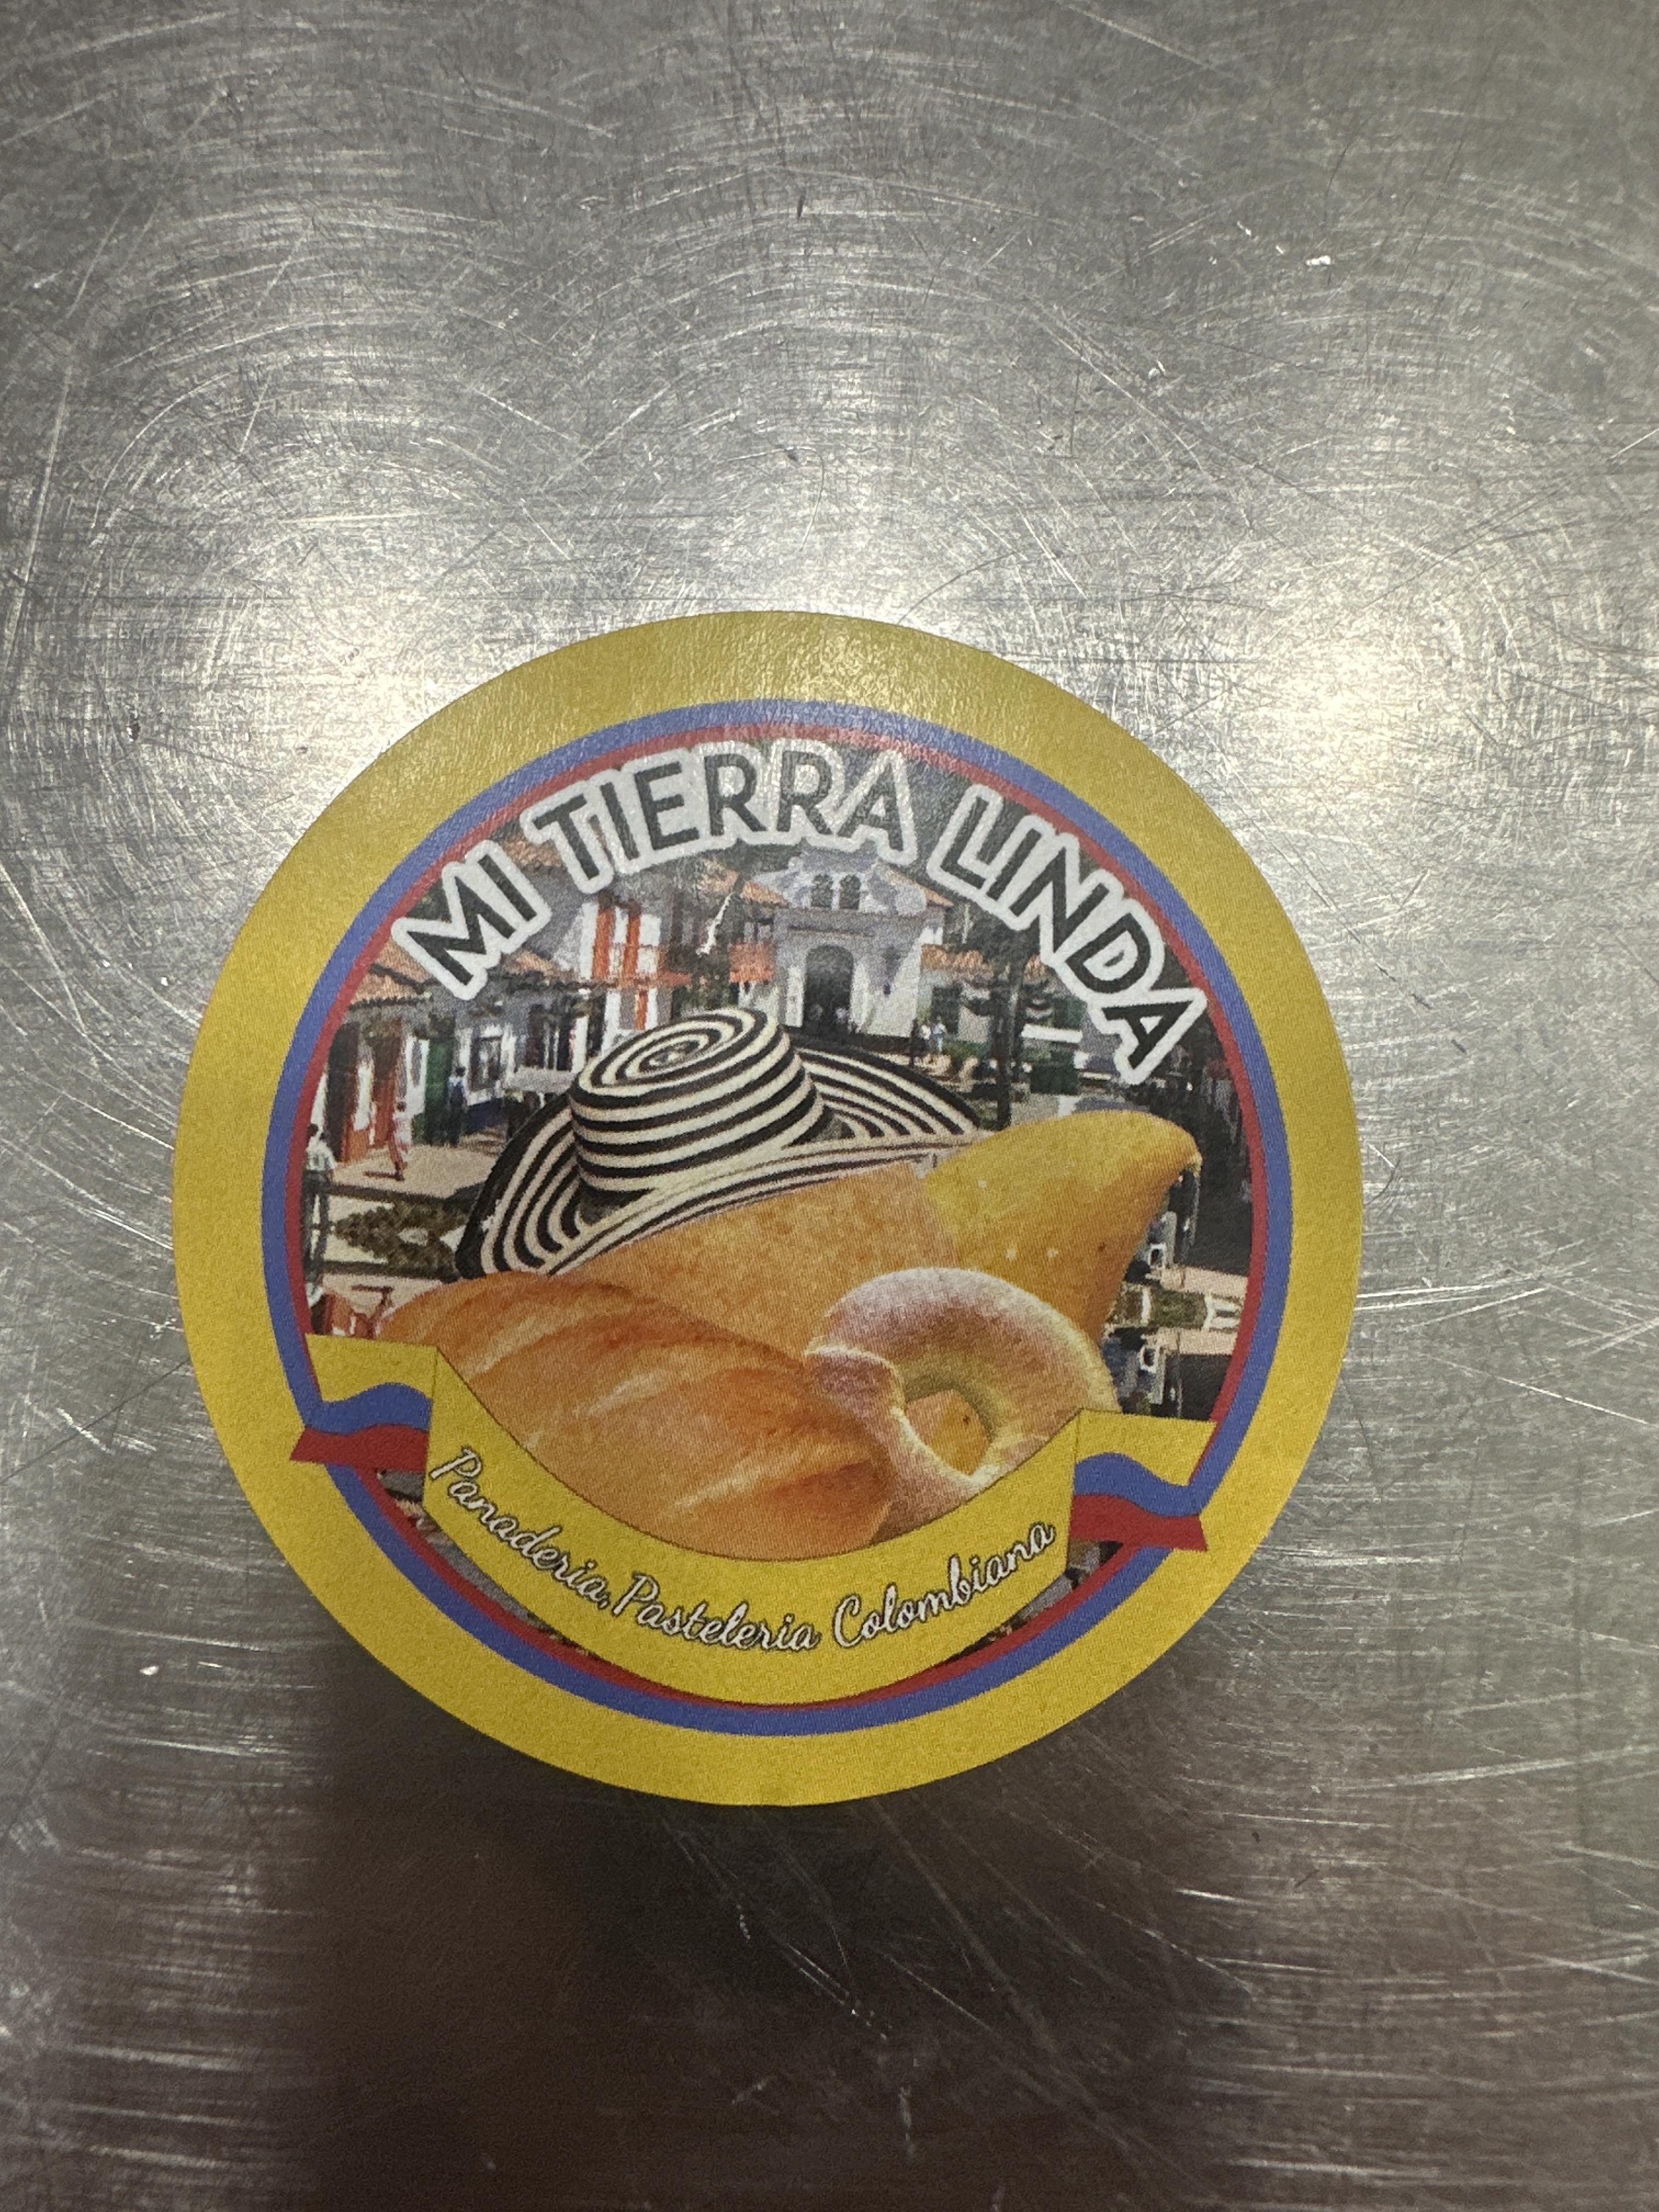 MI TIERRA LINDA
Panaderia, Pasteleria Colombiana